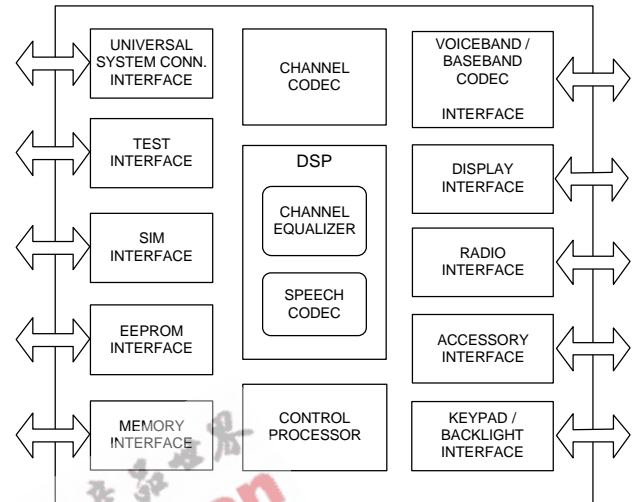 UNIVERSAL
SYSTEM CONN.
INTERFACE
TEST
INTERFACE
SIM
INTERFACE
EEPROM
INTERFACE
MEMORY
INTERFACE
CHANNEL
CODEC
DSP
CHANNEL
EQUALIZER
SPEECH
CODEC
CONTROL
PROCESSOR
VOICEBAND /
BASEBAND
CODEC
INTERFACE
DISPLAY
INTERFACE
RADIO
INTERFACE
ACCESSORY
INTERFACE
KEYPAD /
BACKLIGHT
INTERFACE